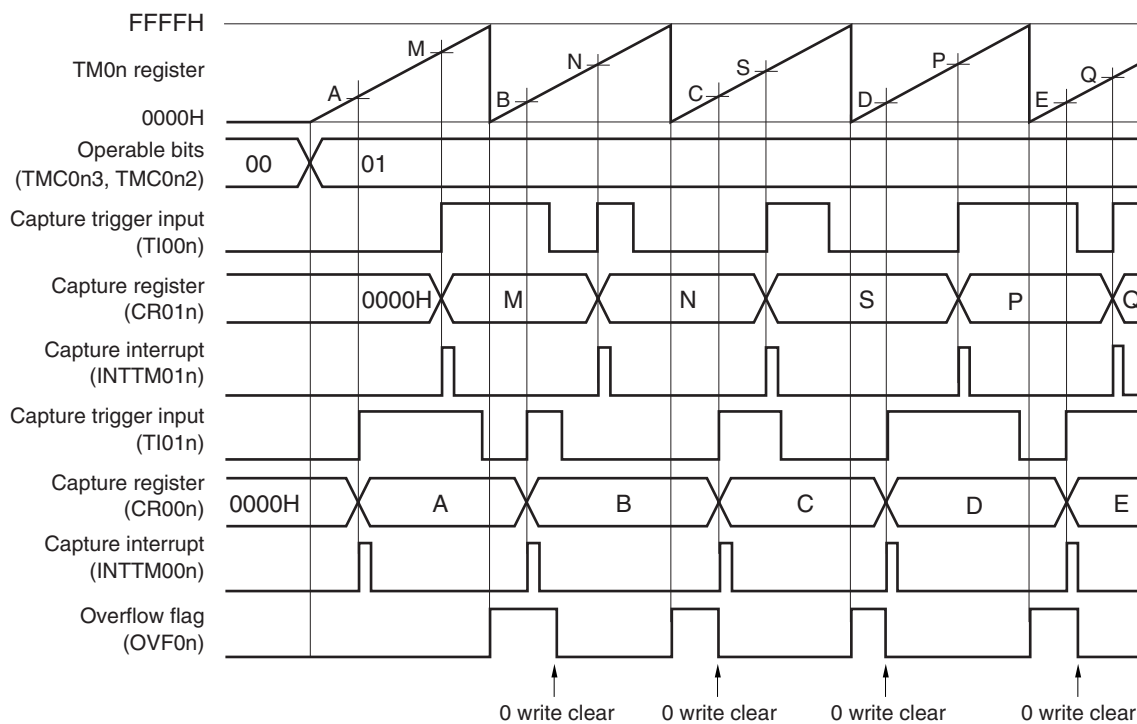 FFFFH
TM0n register
0000H
A M B N C S D P E Q
Operable bits
(TMC0n3, TMC0n2)
00 01
Capture trigger input
(TI00n)
Capture register
(CR01n)
0000H M N S P Q
Capture interrupt
(INTTM01n)
Capture trigger input
(TI01n)
Capture register
(CR00n)
0000H A B C D E
Capture interrupt
(INTTM00n)
Overflow flag
(OVF0n)
0 write clear 0 write clear 0 write clear 0 write clear